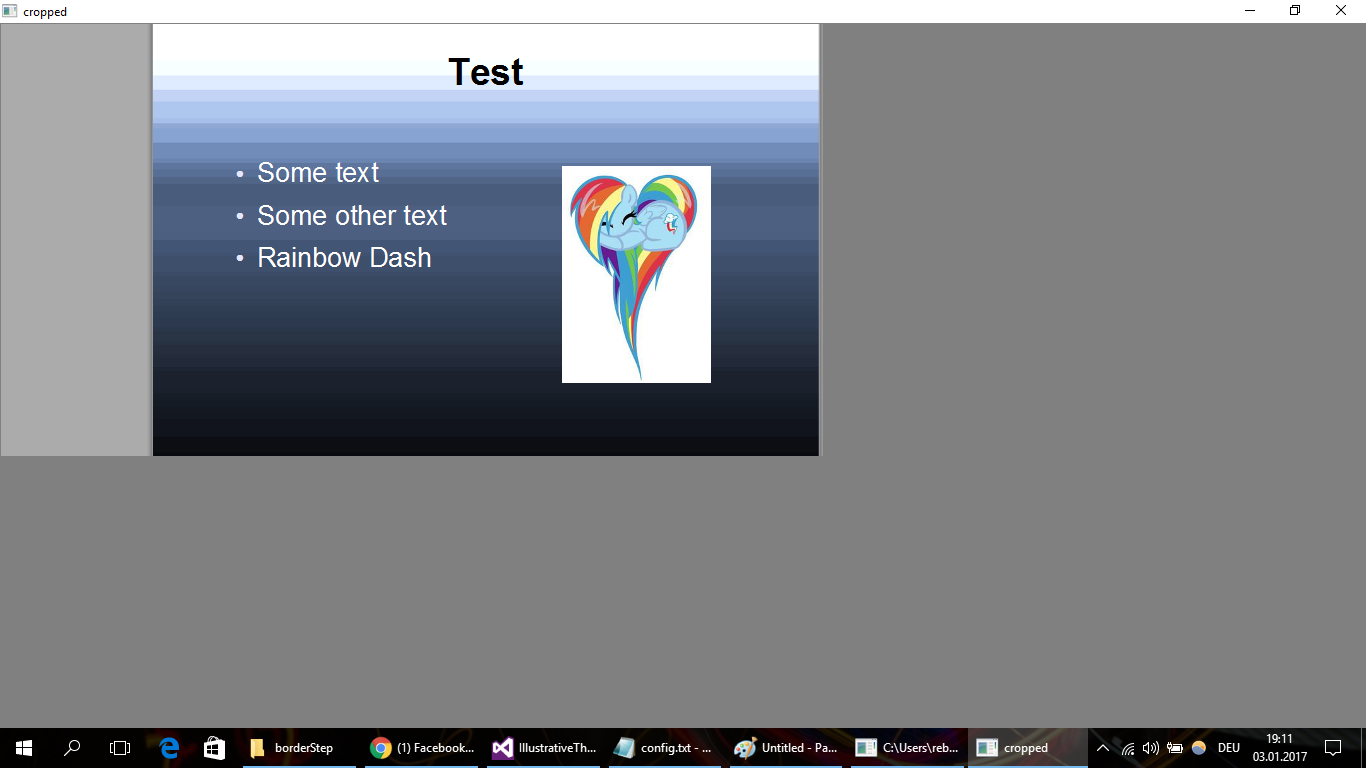 cropped
Test
• Some text
• Some other text
• Rainbow Dash
borderStep
(1) Facebook...
IllustrativeTh...
config.txt - ...
Untitled - Pa...
C:\Users\reb...
cropped
DEU
19:11
03.01.2017